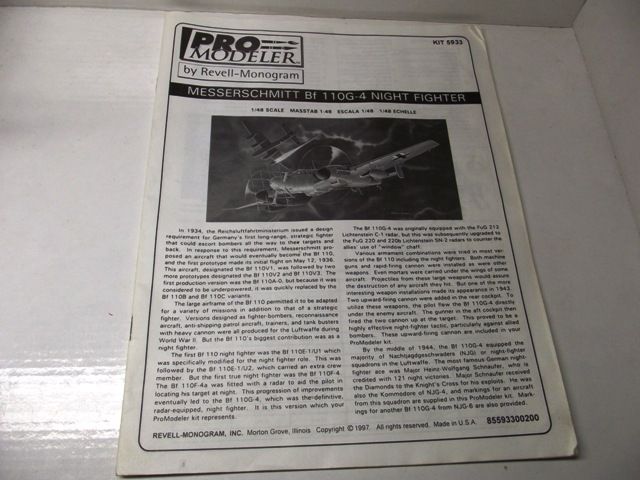 PRO
MODELER™
by Revell-Monogram
KIT 5933
MESSERSCHMITT Bf 110G-4 NIGHT FIGHTER
1/48 SCALE MASSTAB 1:48 ESCALA 1/48 1/48 ECHELLE
In 1934, the Reichsluftfahrtministerium issued a design
requirement for Germany's first long-range, strategic fighter
that could escort bombers all the way to their targets and
back. In response to this requirement, Messerschmitt pro-
posed an aircraft that would eventually become the Bf 110,
and the first prototype made its initial flight on May 12, 1936.
This aircraft, designated the Bf 110V1, was followed by two
more prototypes designated the Bf 110V2 and Bf 110V3. The
first production version was the Bf 110A-0, but because it was
considered to be underpowered, it was quickly replaced by the
Bf 110B and Bf 110C variants.
The large airframe of the Bf 110 permitted it to be adapted
for a variety of missions in addition to that of a strategic
fighter. Versions designed as fighter-bombers, reconnaissance
aircraft, anti-shipping patrol aircraft, trainers, and tank busters
with heavy cannon were all produced for the Luftwaffe during
World War II. But the Bf 110's biggest contribution was as a
night fighter.
The first Bf 110 night fighter was the Bf 110E-1/U1 which
was specifically modified for the night fighter role. This was
followed by the Bf 110E-1/U2, which carried an extra crew
member. But the first true night fighter was the Bf 110F-4.
The Bf 110F-4a was fitted with a radar to aid the pilot in
locating his target at night. This progression of improvements
eventually led to the Bf 110G-4, which was the definitive,
radar-equipped, night fighter. It is this version which your
ProModeler kit represents.
The Bf 110G-4 was originally equipped with the FuG 212
Lichtenstein C-1 radar, but this was subsequently upgraded to
the FuG 220 and 220b Lichtenstein SN-2 radars to counter the
allies' use of "window" chaff.
Various armament combinations were tried in most ver-
sions of the Bf 110 including the night fighters. Both machine
guns and rapid-firing cannon were installed as were other
weapons. Even mortars were carried under the wings of some
aircraft. Projectiles from these large weapons would assure
the destruction of any aircraft they hit. But one of the more
interesting weapon installations made its appearance in 1943.
Two upward-firing cannon were added in the rear cockpit. To
utilize these weapons, the pilot flew the Bf 110G-4 directly
under the enemy aircraft. The gunner in the aft cockpit then
fired the two cannon up at the target. This proved to be a
highly effective night-fighter tactic, particularly against allied
bombers. These upward-firing cannon are included in your
ProModeler kit.
By the middle of 1944, the Bf 110G-4 equipped the
majority of Nachtjagdgeschwaders (NJG) or night-fighter
squadrons in the Luftwaffe. The most famous German night-
fighter ace was Major Heinz-Wolfgang Schnaufer, who is
credited with 121 night victories. Major Schnaufer received
the Diamonds to the Knight's Cross for his exploits. He was
also the Kommodore of NJG-4, and markings for an aircraft
from this squadron are supplied in this ProModeler kit. Mark-
ings for another Bf 110G-4 from NJG-6 are also provided.
REVELL-MONOGRAM, INC. Morton Grove, Illinois Copyright © 1997. All rights reserved. Made in U.S.A. 85593300200